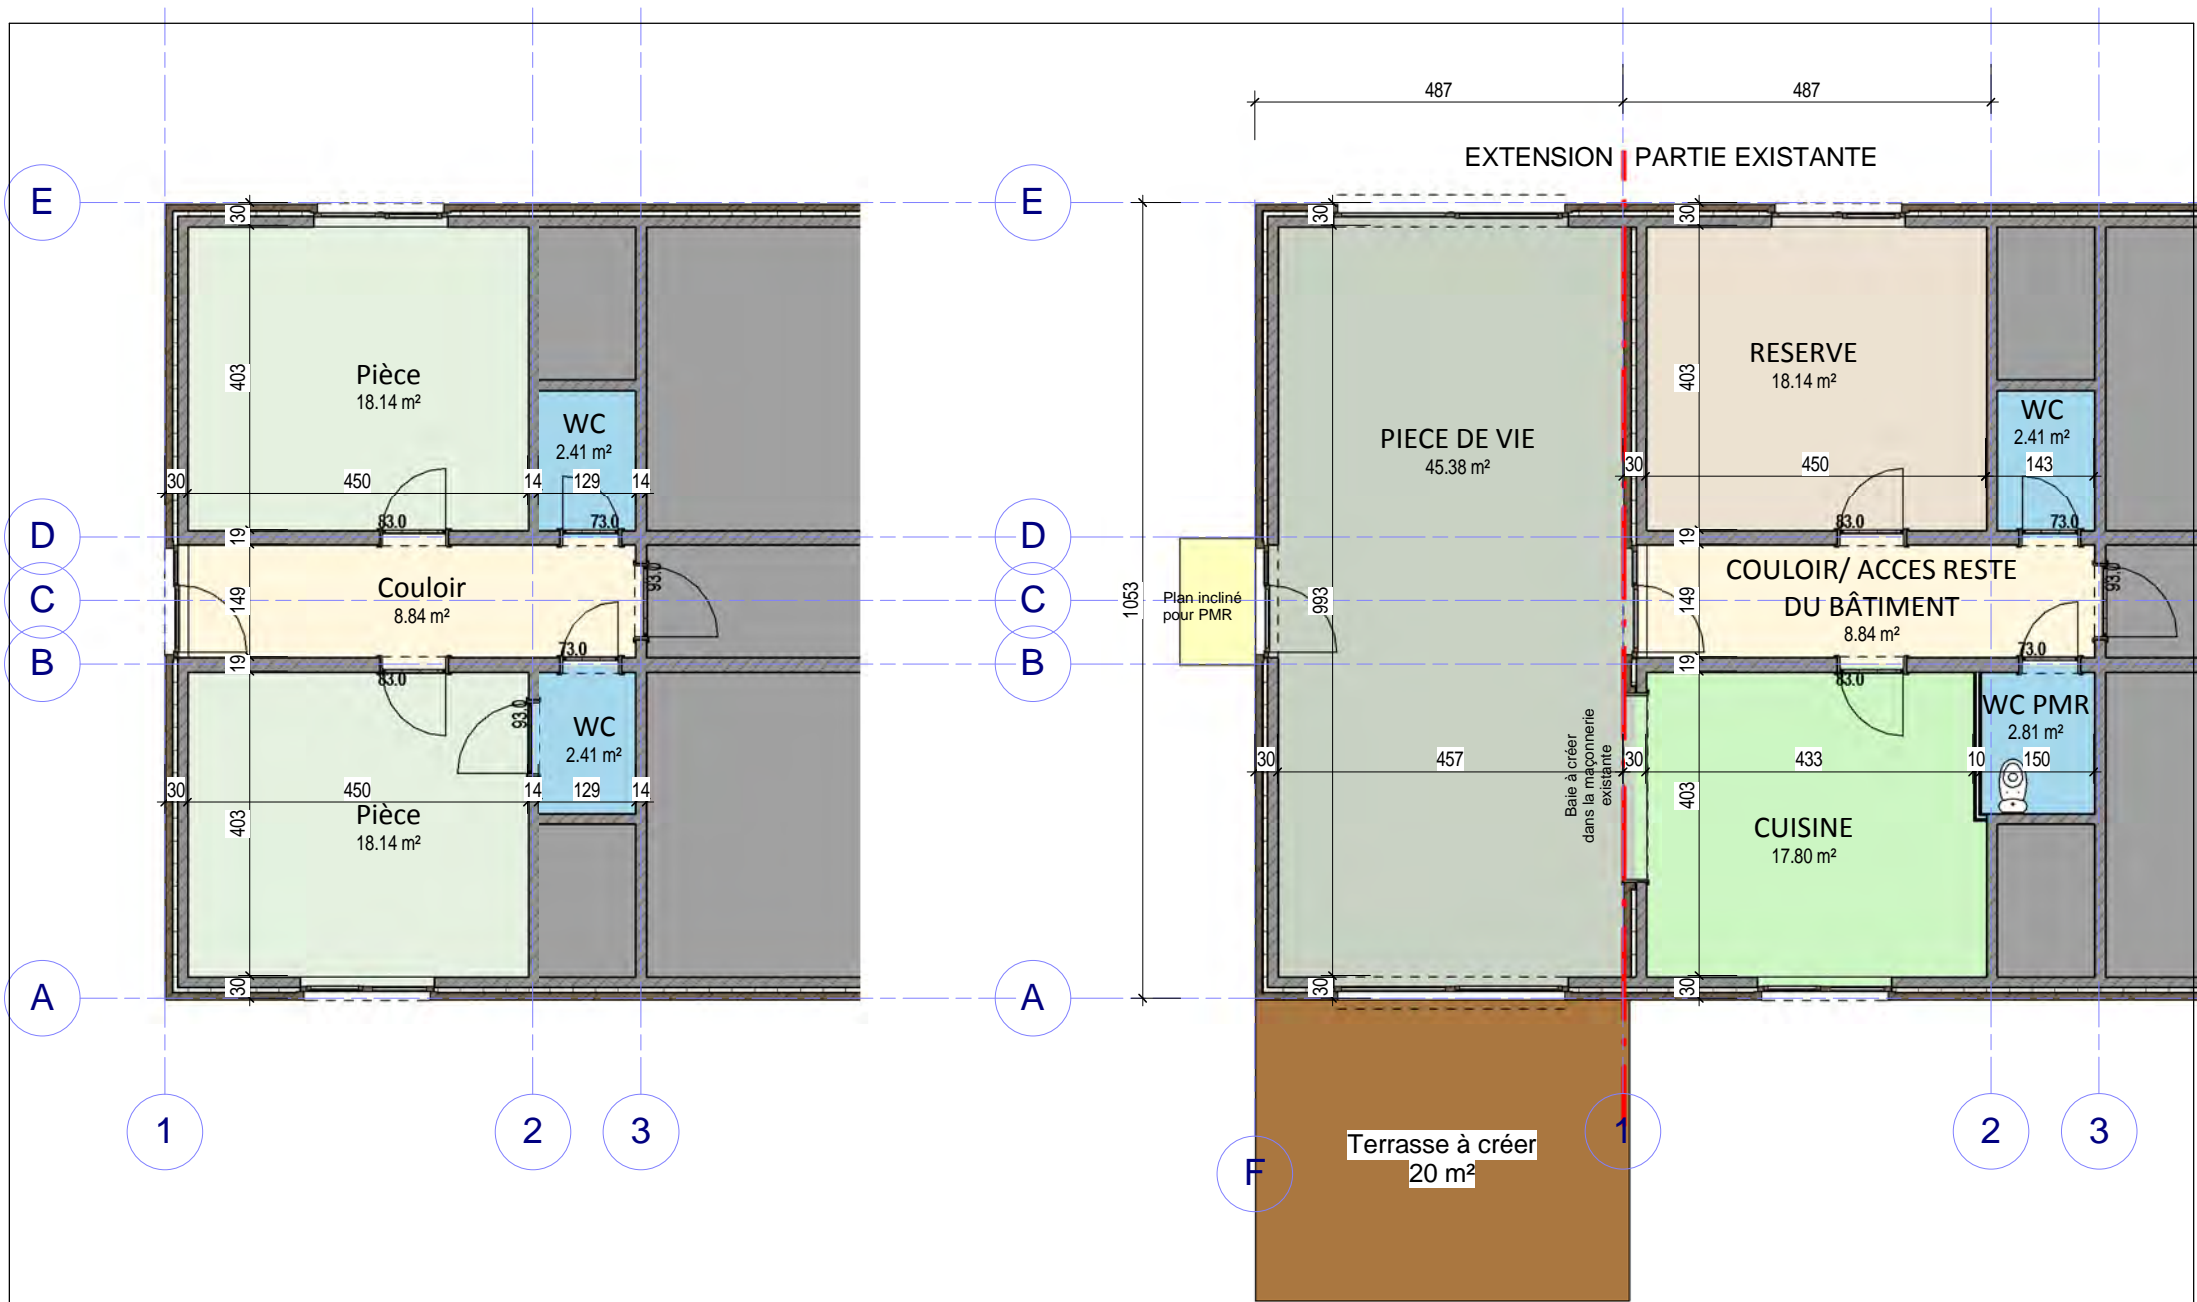 487
487
EXTENSION
PARTIE EXISTANTE
E
30
403
Pièce
18.14 m²
WC
2.41 m²
30
450
14
129
14
83.0
73.0
D
19
C
149
Couloir
8.84 m²
93.0
B
19
83.0
73.0
93.0
WC
2.41 m²
30
450
14
129
14
403
Pièce
18.14 m²
A
30
1
2
3
E
30
30
RESERVE
18.14 m²
403
WC
2.41 m²
PIECE DE VIE
45.38 m²
30
450
143
83.0
73.0
D
19
C
1053
Plan incliné
pour PMR
993
149
COULOIR/ ACCES RESTE
DU BÂTIMENT
8.84 m²
93.0
B
19
83.0
73.0
WC PMR
2.81 m²
Baie à créer
dans la maçonnerie
existante
30
457
30
433
10
150
403
CUISINE
17.80 m²
A
30
30
1
2
3
F
Terrasse à créer
20 m²